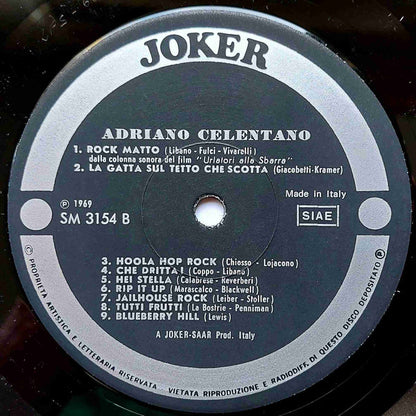 JOKER
ADRIANO CELENTANO
1. ROCK MATTO (Libano - Fulci - Vivarelli)
dalla colonna sonora del film "Urlatori alla Sbarra"
2. LA GATTA SUL TETTO CHE SCOTTA (Giacobetti-Kramer)
℗ 1969
SM 3154 B
Made in Italy
SIAE
3. HOOLA HOP ROCK (Chiosso - Lojacono)
4. CHE DRITTA! (Coppo - Libano)
5. HEI STELLA (Calabrese - Reverberi)
6. RIP IT UP (Marascalco - Blackwell)
7. JAILHOUSE ROCK (Leiber - Stoller)
8. TUTTI FRUTTI (La Bostrie - Penniman)
9. BLUEBERRY HILL (Lewis)
A JOKER-SAAR Prod. Italy
© PROPRIETÀ ARTISTICA E LETTERARIA RISERVATA VIETATA RIPRODUZIONE E RADIODIFF. DI QUESTO DISCO DEPOSITATO ®